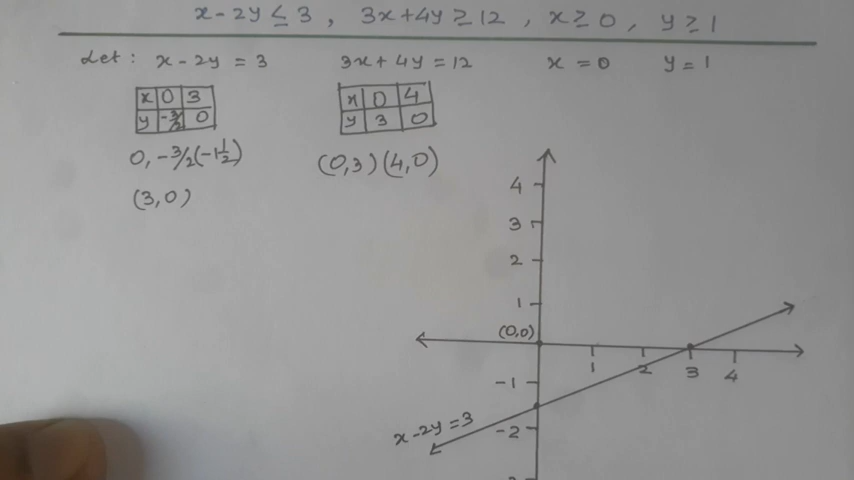 x - 2y ≤ 3 , 3x + 4y ≥ 12 , x ≥ 0 , y ≥ 1
Let : x - 2y = 3 3x + 4y = 12 x = 0 y = 1
x 0 3 x 0 4
y -3/2 0 y 3 0
0, -3/2 (-1 1/2) (0,3) (4,0)
(3,0)
4
3
2
1
(0,0)
1 2 3 4
-1
x-2y=3
-2